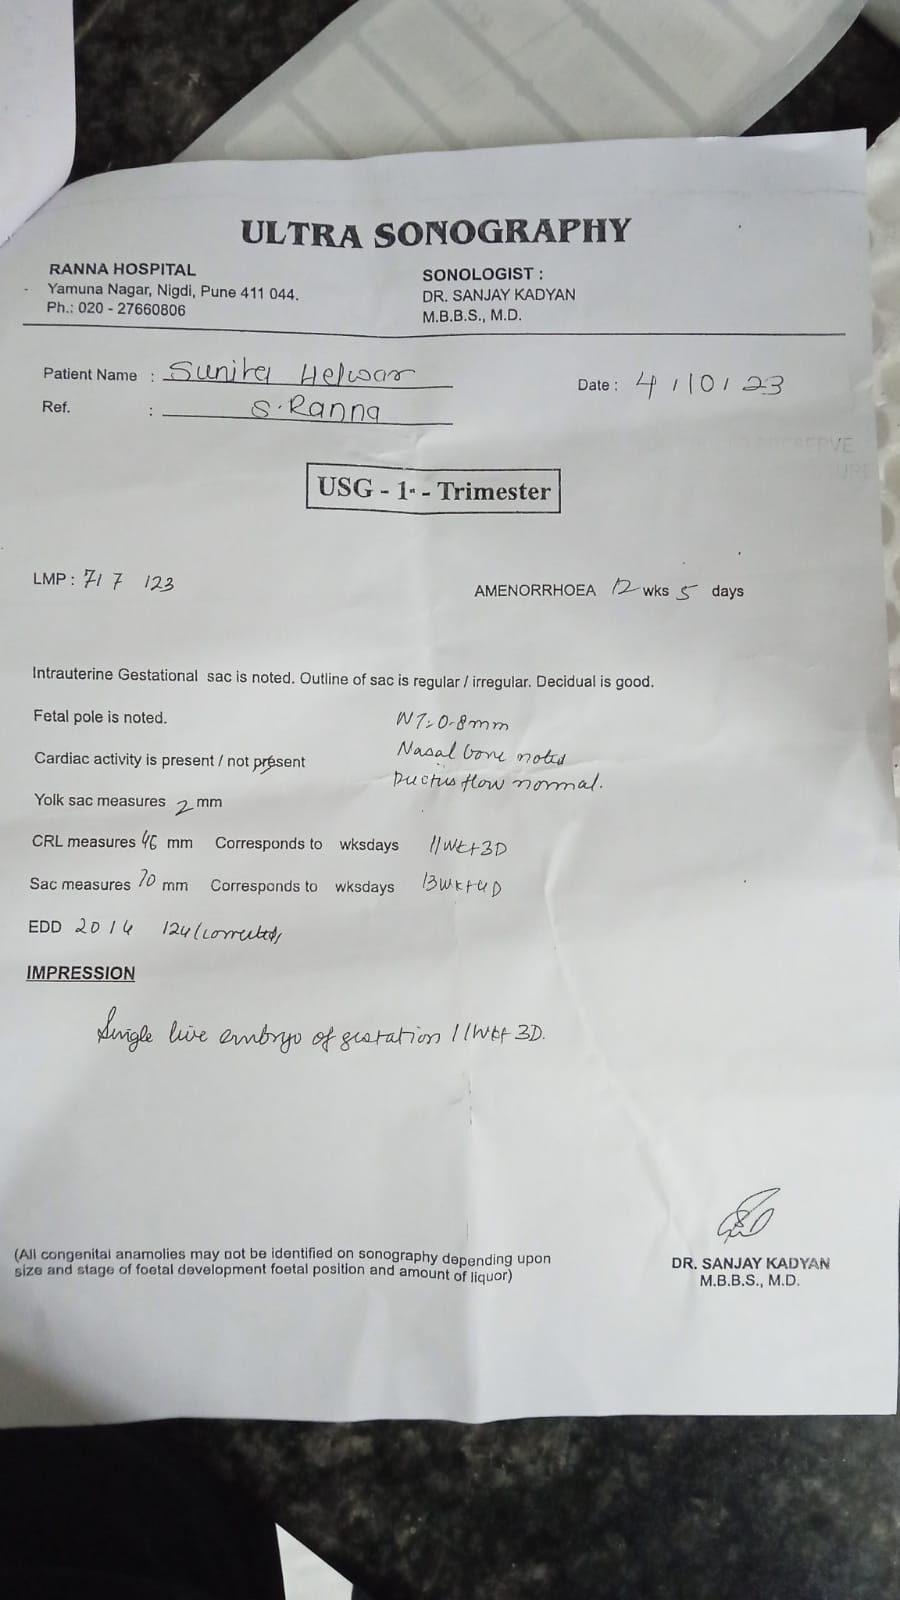 ULTRA SONOGRAPHY
RANNA HOSPITAL
Yamuna Nagar, Nigdi, Pune 411 044.
Ph.: 020 - 27660806
SONOLOGIST :
DR. SANJAY KADYAN
M.B.B.S., M.D.
Patient Name : Sunita Helwar
Date : 4/10/23
Ref. : S. Ranna
USG - 1st - Trimester
LMP : 7/7/23
AMENORRHOEA 12 wks 5 days
Intrauterine Gestational sac is noted. Outline of sac is regular / irregular. Decidual is good.
Fetal pole is noted.
NT: 0.8mm
Nasal bone noted
Cardiac activity is present / not present
Ductus flow normal.
Yolk sac measures 2 mm
CRL measures 46 mm Corresponds to wksdays 11Wk+3D
Sac measures 70 mm Corresponds to wksdays 13Wk+4D
EDD 20/4/24 (corrected)
IMPRESSION
Single live embryo of gestation 11Wk+3D.
(All congenital anamolies may not be identified on sonography depending upon
size and stage of foetal development foetal position and amount of liquor)
DR. SANJAY KADYAN
M.B.B.S., M.D.